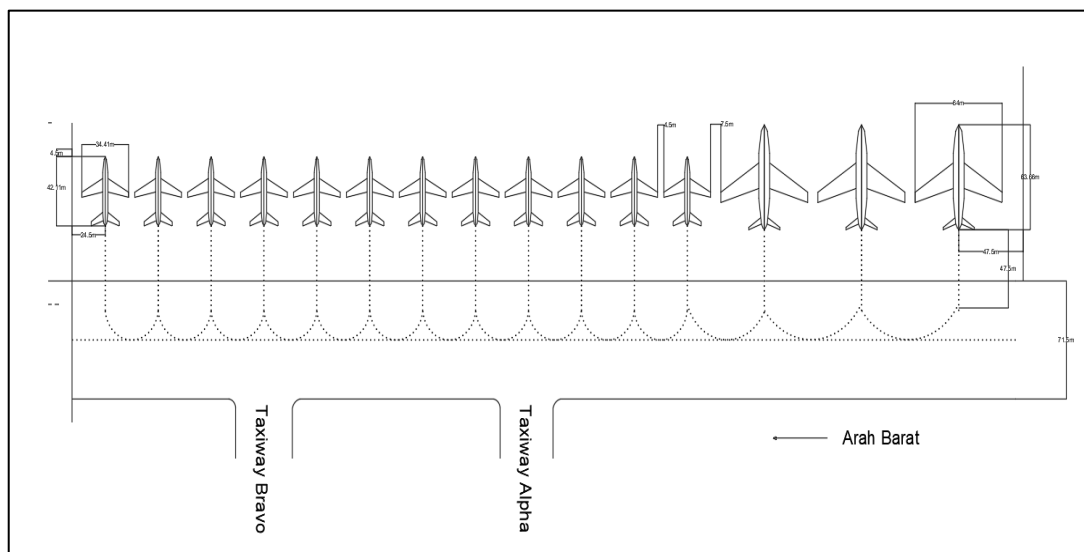 64m
34.41m
4.5m
7.5m
4.5m
42.11m
63.66m
24.5m
47.5m
47.5m
71.5m
Arah Barat
Taxiway Bravo
Taxiway Alpha